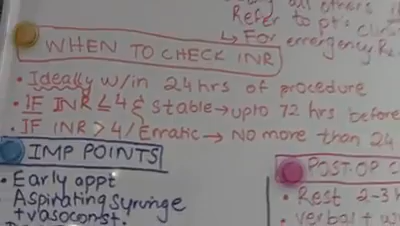 all others
Refer to pt's
↳ For emergency
WHEN TO CHECK INR
• Ideally w/in 24 hrs of procedure
• IF INR < 4 & stable → upto 72 hrs before
• IF INR > 4 / Erratic → No more than 24
IMP POINTS
• Early appt
Aspirating syringe
+ vasoconst.
POST-OP
• Rest 2-3
• verbal +